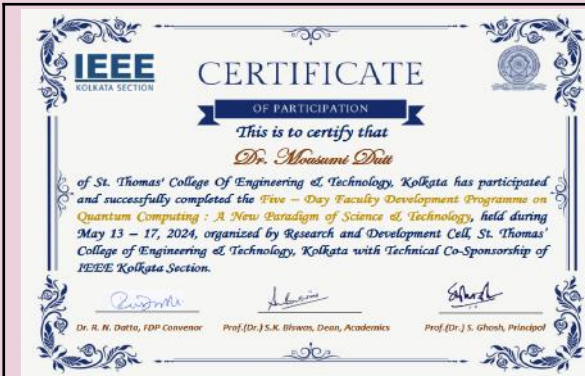 IEEE
KOLKATA SECTION
CERTIFICATE
OF PARTICIPATION
This is to certify that
Dr. Mousumi Dutt
of St. Thomas' College Of Engineering & Technology, Kolkata has participated
and successfully completed the Five – Day Faculty Development Programme on
Quantum Computing : A New Paradigm of Science & Technology, held during
May 13 – 17, 2024, organized by Research and Development Cell, St. Thomas'
College of Engineering & Technology, Kolkata with Technical Co-Sponsorship of
IEEE Kolkata Section.
Dr. R. N. Datta, FDP Convenor
Prof.(Dr.) S.K. Biswas, Dean, Academics
Prof.(Dr.) S. Ghosh, Principal